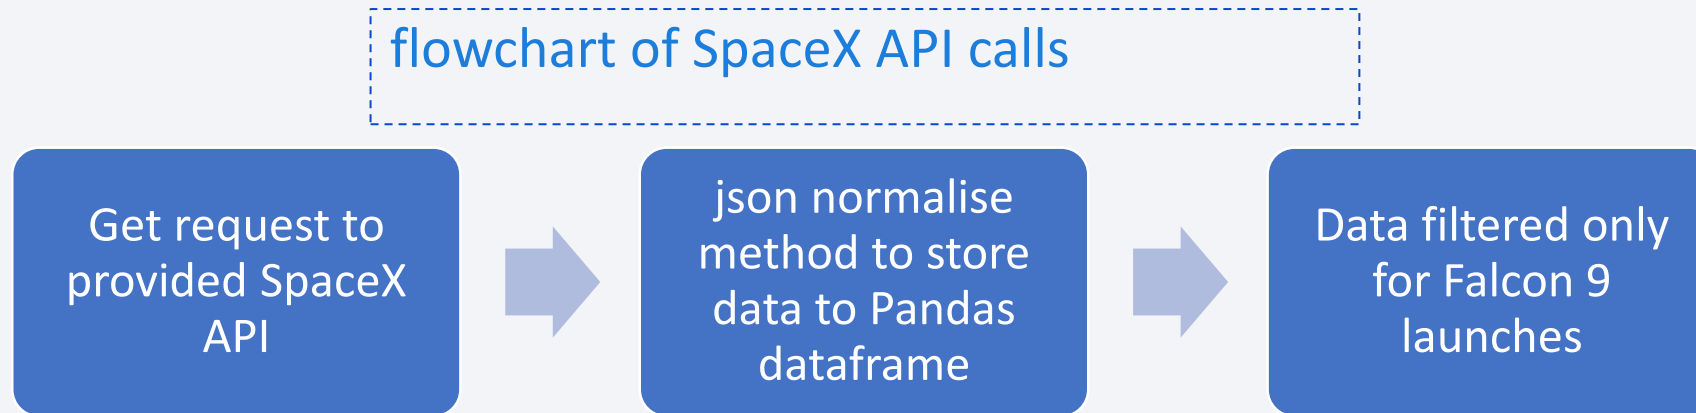 flowchart of SpaceX API calls
Get request to
provided SpaceX
API
json normalise
method to store
data to Pandas
dataframe
Data filtered only
for Falcon 9
launches